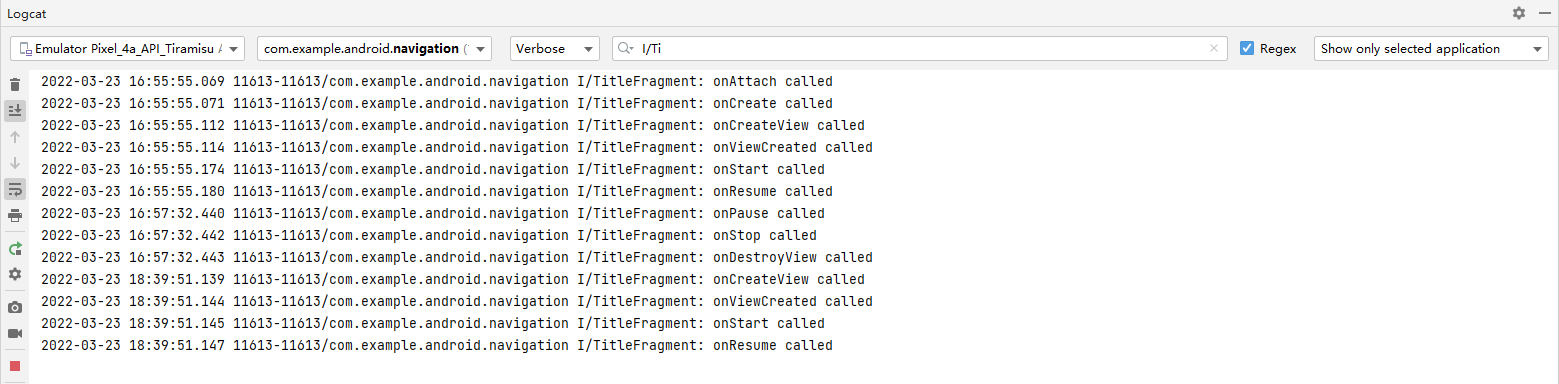 Logcat
Emulator Pixel_4a_API_Tiramisu A
com.example.android.navigation (
Verbose
I/Ti
Regex
Show only selected application
2022-03-23 16:55:55.069 11613-11613/com.example.android.navigation I/TitleFragment: onAttach called
2022-03-23 16:55:55.071 11613-11613/com.example.android.navigation I/TitleFragment: onCreate called
2022-03-23 16:55:55.112 11613-11613/com.example.android.navigation I/TitleFragment: onCreateView called
2022-03-23 16:55:55.114 11613-11613/com.example.android.navigation I/TitleFragment: onViewCreated called
2022-03-23 16:55:55.174 11613-11613/com.example.android.navigation I/TitleFragment: onStart called
2022-03-23 16:55:55.180 11613-11613/com.example.android.navigation I/TitleFragment: onResume called
2022-03-23 16:57:32.440 11613-11613/com.example.android.navigation I/TitleFragment: onPause called
2022-03-23 16:57:32.442 11613-11613/com.example.android.navigation I/TitleFragment: onStop called
2022-03-23 16:57:32.443 11613-11613/com.example.android.navigation I/TitleFragment: onDestroyView called
2022-03-23 18:39:51.139 11613-11613/com.example.android.navigation I/TitleFragment: onCreateView called
2022-03-23 18:39:51.144 11613-11613/com.example.android.navigation I/TitleFragment: onViewCreated called
2022-03-23 18:39:51.145 11613-11613/com.example.android.navigation I/TitleFragment: onStart called
2022-03-23 18:39:51.147 11613-11613/com.example.android.navigation I/TitleFragment: onResume called